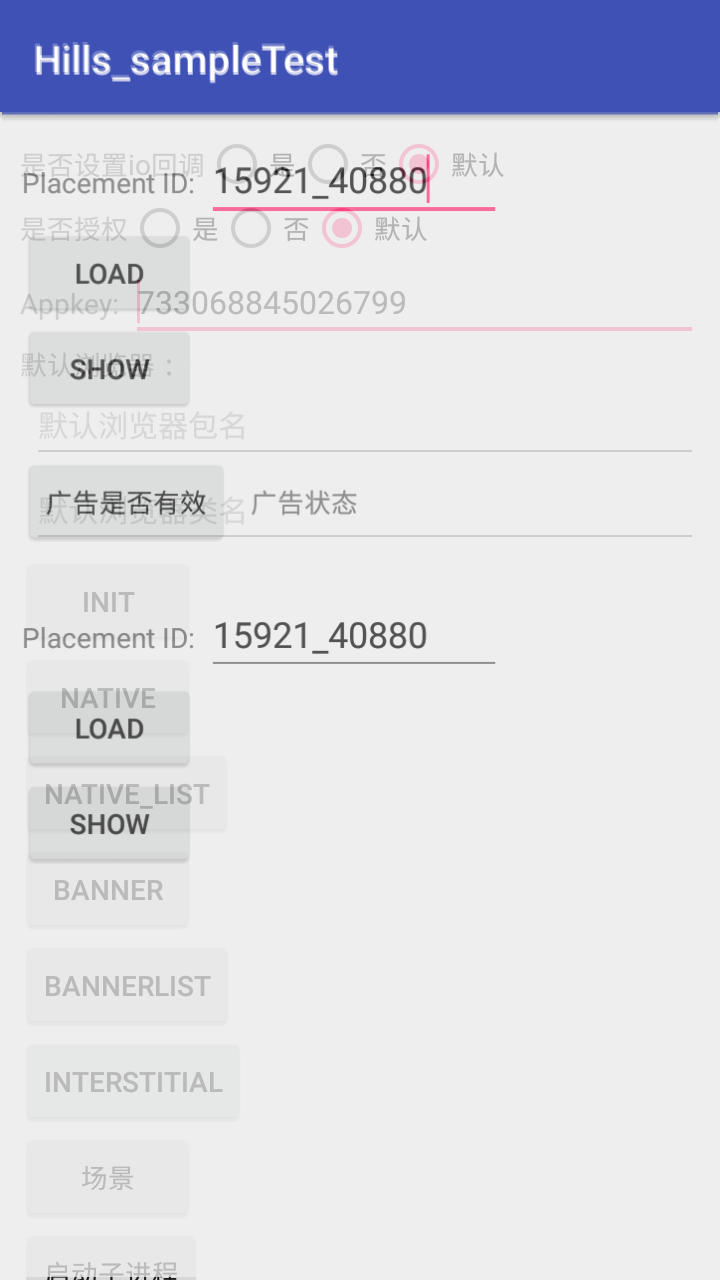 Hills_sampleTest
是否设置io回调 是 否 默认
Placement ID: 15921_40880
是否授权 是 否 默认
LOAD
Appkey: 733068845026799
默认浏览器 :
SHOW
默认浏览器包名
广告是否有效 广告状态
默认浏览器类名
INIT
Placement ID: 15921_40880
NATIVE
LOAD
NATIVE_LIST
SHOW
BANNER
BANNERLIST
INTERSTITIAL
场景
启动子进程